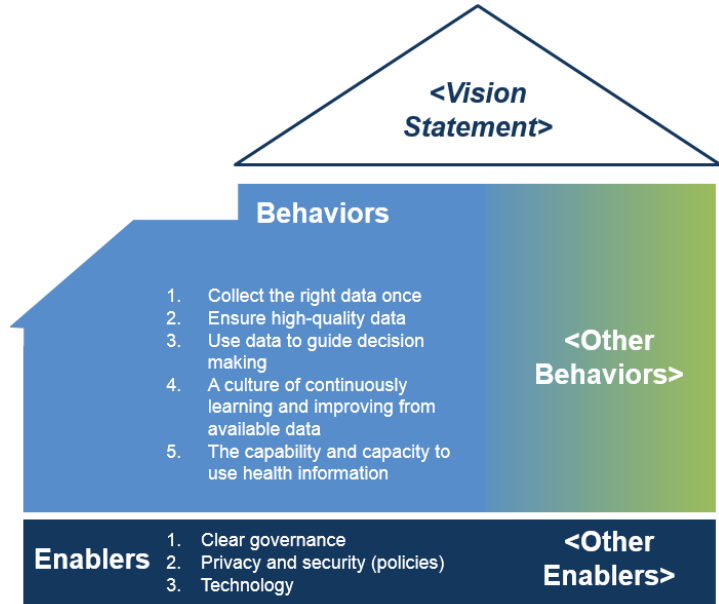 <Vision
Statement>
Behaviors
1. Collect the right data once
2. Ensure high-quality data
3. Use data to guide decision
making
4. A culture of continuously
learning and improving from
available data
5. The capability and capacity to
use health information
<Other
Behaviors>
Enablers
1. Clear governance
2. Privacy and security (policies)
3. Technology
<Other
Enablers>